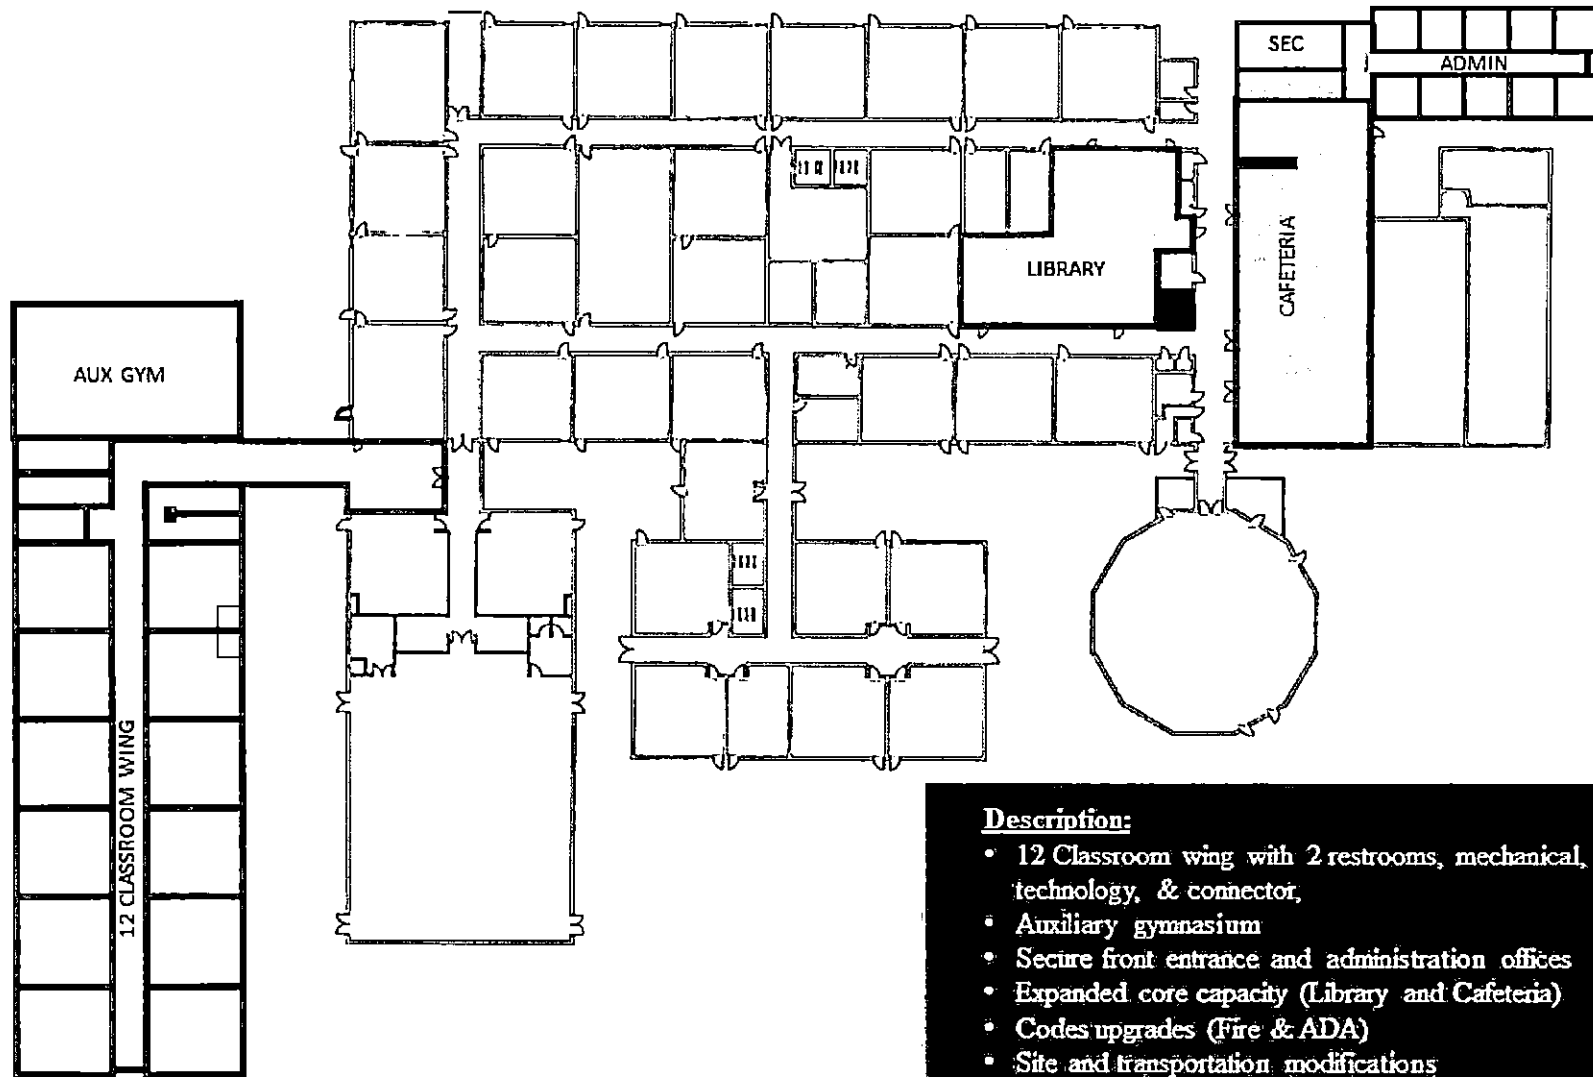 SEC
ADMIN
CAFETERIA
LIBRARY
AUX GYM
12 CLASSROOM WING
Description:
• 12 Classroom wing with 2 restrooms, mechanical,
technology, & connector,
• Auxiliary gymnasium
• Secure front entrance and administration offices
• Expanded core capacity (Library and Cafeteria)
• Codes upgrades (Fire & ADA)
• Site and transportation modifications